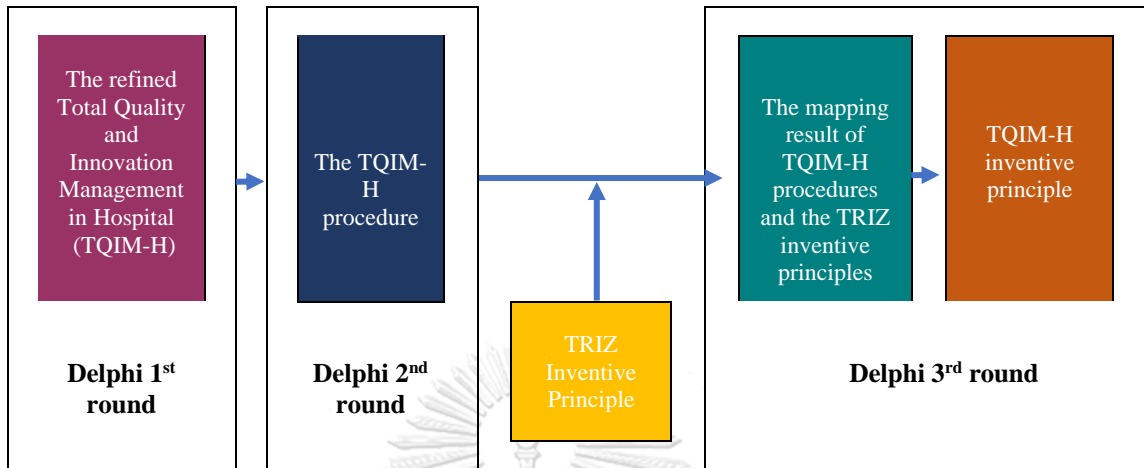 The refined
Total Quality
and
Innovation
Management
in Hospital
(TQIM-H)
Delphi 1st
round
The TQIM-
H
procedure
Delphi 2nd
round
TRIZ
Inventive
Principle
The mapping
result of
TQIM-H
procedures
and the TRIZ
inventive
principles
TQIM-H
inventive
principle
Delphi 3rd round